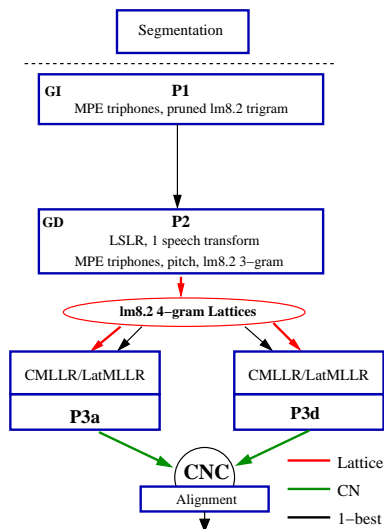 Segmentation
GI
P1
MPE triphones, pruned lm8.2 trigram
GD
P2
LSLR, 1 speech transform
MPE triphones, pitch, lm8.2 3−gram
lm8.2 4−gram Lattices
CMLLR/LatMLLR
P3a
CMLLR/LatMLLR
P3d
CNC
Alignment
Lattice
CN
1−best